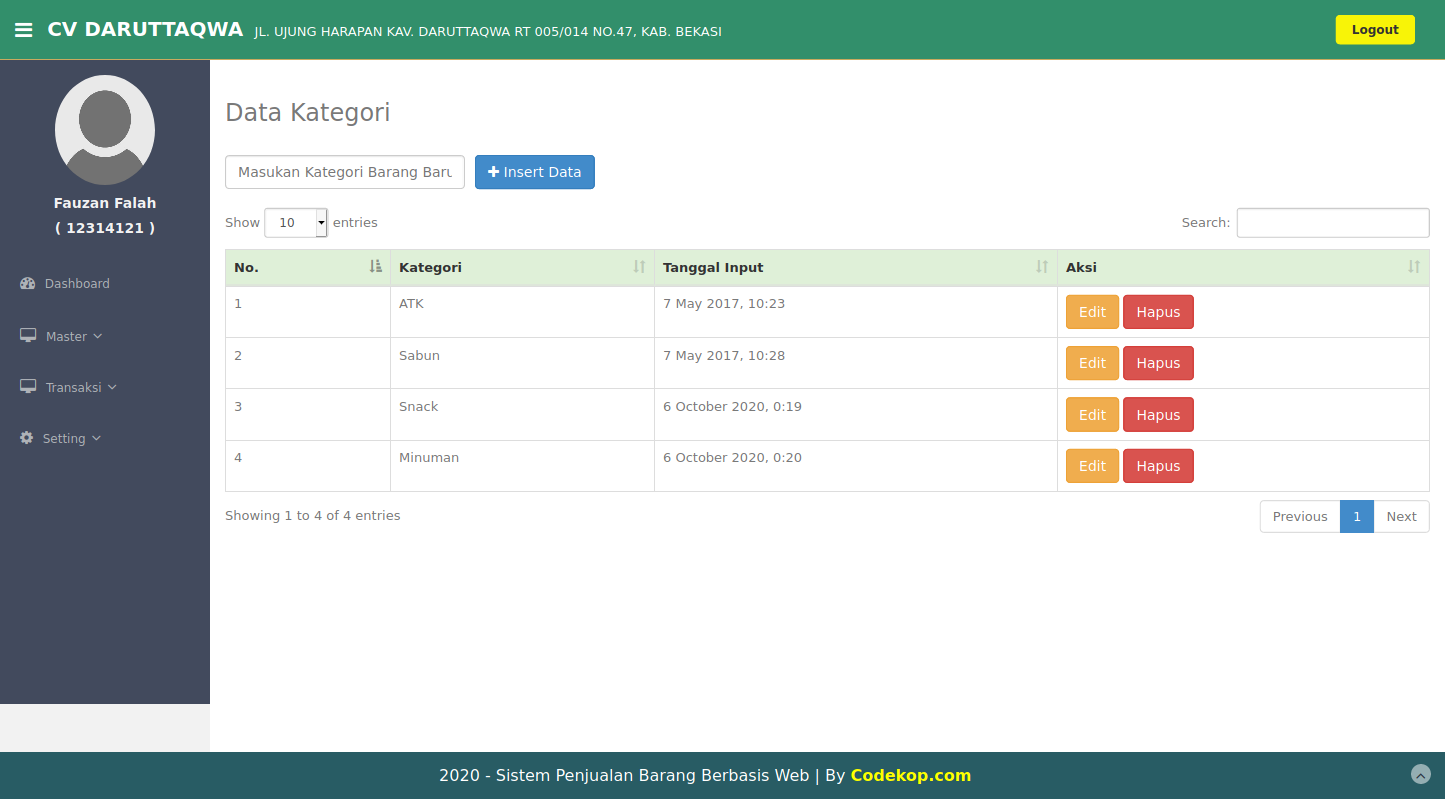 CV DARUTTAQWA JL. UJUNG HARAPAN KAV. DARUTTAQWA RT 005/014 NO.47, KAB. BEKASI Logout
Fauzan Falah
( 12314121 )
Dashboard
Master
Transaksi
Setting
Data Kategori
Masukan Kategori Barang Baru Insert Data
Show 10 entries Search:
No. Kategori Tanggal Input Aksi
1 ATK 7 May 2017, 10:23 Edit Hapus
2 Sabun 7 May 2017, 10:28 Edit Hapus
3 Snack 6 October 2020, 0:19 Edit Hapus
4 Minuman 6 October 2020, 0:20 Edit Hapus
Showing 1 to 4 of 4 entries Previous 1 Next
2020 - Sistem Penjualan Barang Berbasis Web | By Codekop.com